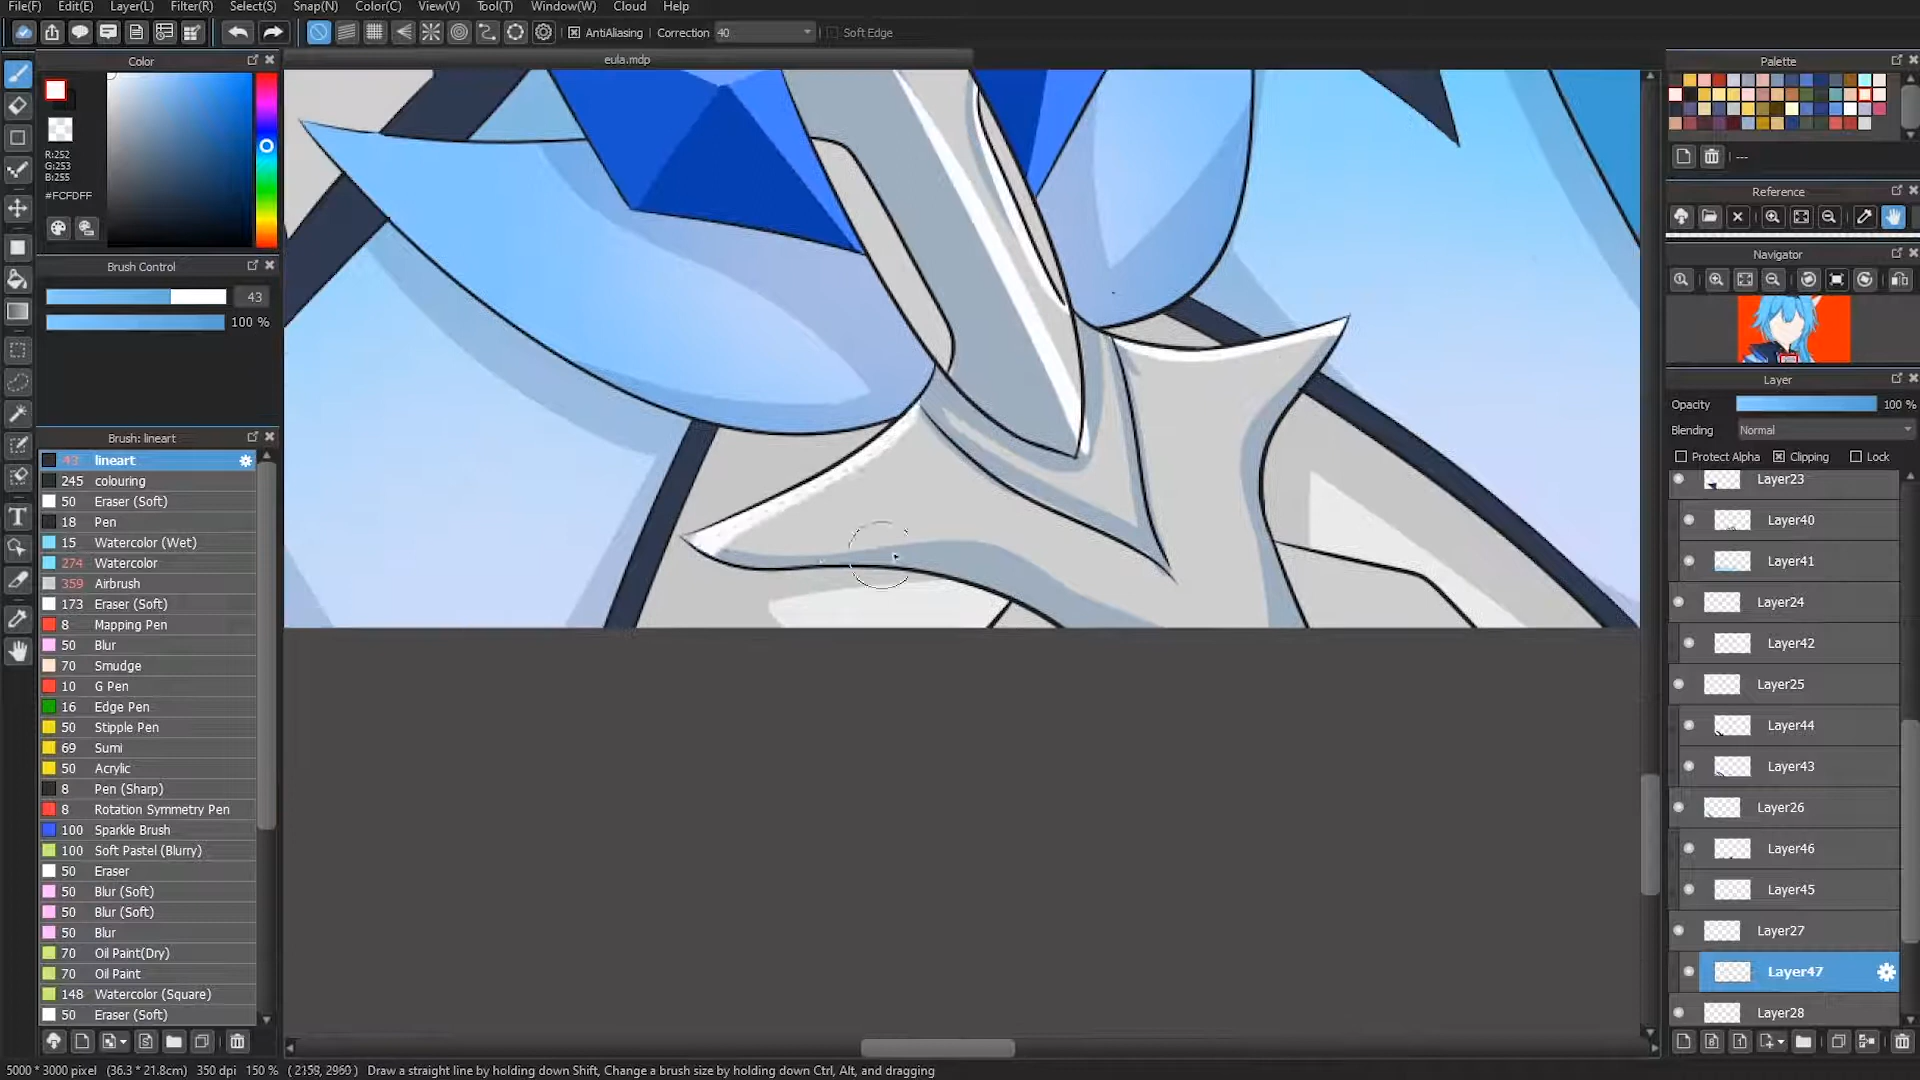 File(F) Edit(E) Layer(L) Filter(R) Select(S) Snap(N) Color(C) View(V) Tool(T) Window(W) Cloud Help
AntiAliasing Correction 40 Soft Edge
eula.mdp
Color
R:252
G:253
B:255
#FCFDFF
Brush Control
43
100 %
Brush: lineart
43 lineart
245 colouring
50 Eraser (Soft)
18 Pen
15 Watercolor (Wet)
274 Watercolor
359 Airbrush
173 Eraser (Soft)
8 Mapping Pen
50 Blur
70 Smudge
10 G Pen
16 Edge Pen
50 Stipple Pen
69 Sumi
50 Acrylic
8 Pen (Sharp)
8 Rotation Symmetry Pen
100 Sparkle Brush
100 Soft Pastel (Blurry)
50 Eraser
50 Blur (Soft)
50 Blur (Soft)
50 Blur
70 Oil Paint(Dry)
70 Oil Paint
148 Watercolor (Square)
50 Eraser (Soft)
Palette
---
Reference
Navigator
Layer
Opacity 100 %
Blending Normal
Protect Alpha Clipping Lock
Layer23
Layer40
Layer41
Layer24
Layer42
Layer25
Layer44
Layer43
Layer26
Layer46
Layer45
Layer27
Layer47
Layer28
5000 * 3000 pixel (36.3 * 21.8cm) 350 dpi 150 % ( 2159, 2960 ) Draw a straight line by holding down Shift, Change a brush size by holding down Ctrl, Alt, and dragging